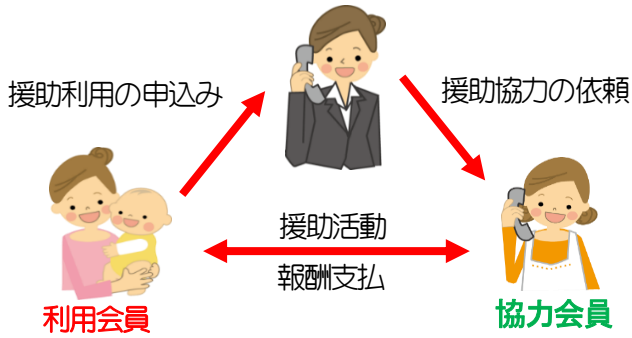 援助利用の申込み
援助協力の依頼
援助活動
報酬支払
利用会員
協力会員